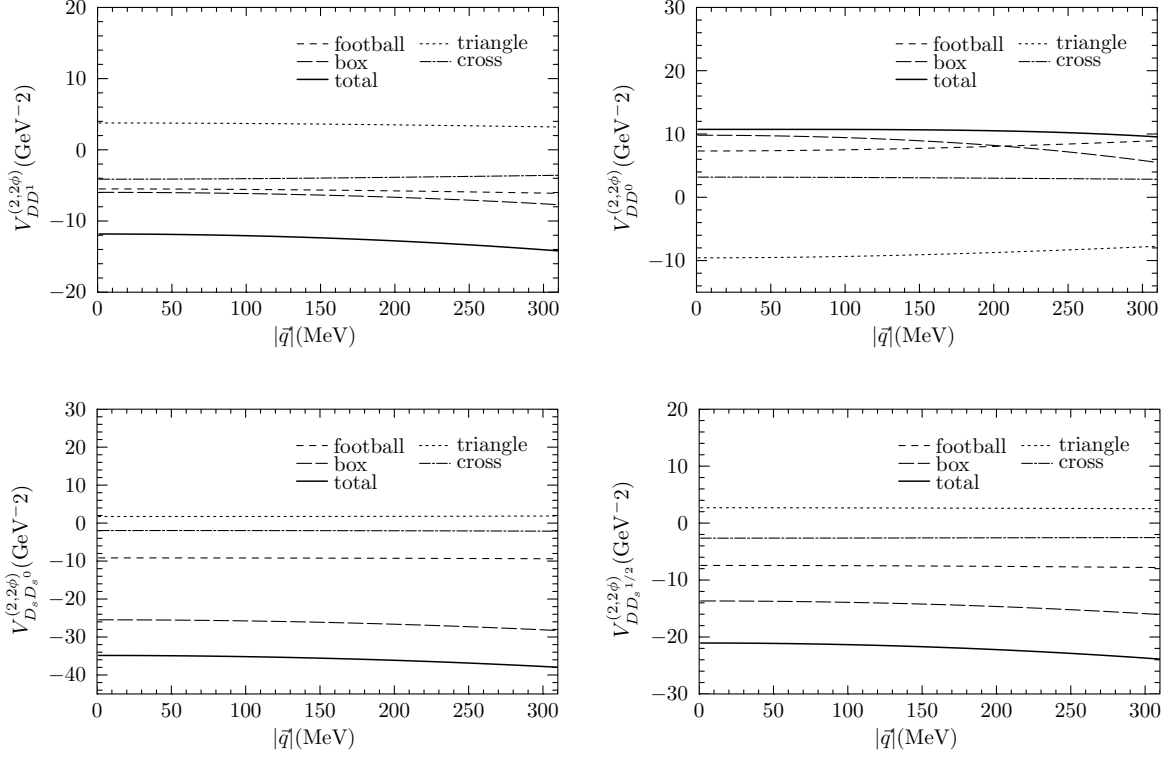 20
10
0
−10
−20
0 50 100 150 200 250 300
|q⃗|(MeV)
V_{DD^1}^{(2,2ϕ)}(GeV−2)
football triangle
box cross
total
30
20
10
0
−10
0 50 100 150 200 250 300
|q⃗|(MeV)
V_{DD^0}^{(2,2ϕ)}(GeV−2)
football triangle
box cross
total
30
20
10
0
−10
−20
−30
−40
0 50 100 150 200 250 300
|q⃗|(MeV)
V_{D_sD_s^0}^{(2,2ϕ)}(GeV−2)
football triangle
box cross
total
20
10
0
−10
−20
−30
0 50 100 150 200 250 300
|q⃗|(MeV)
V_{DD_s^{1/2}}^{(2,2ϕ)}(GeV−2)
football triangle
box cross
total